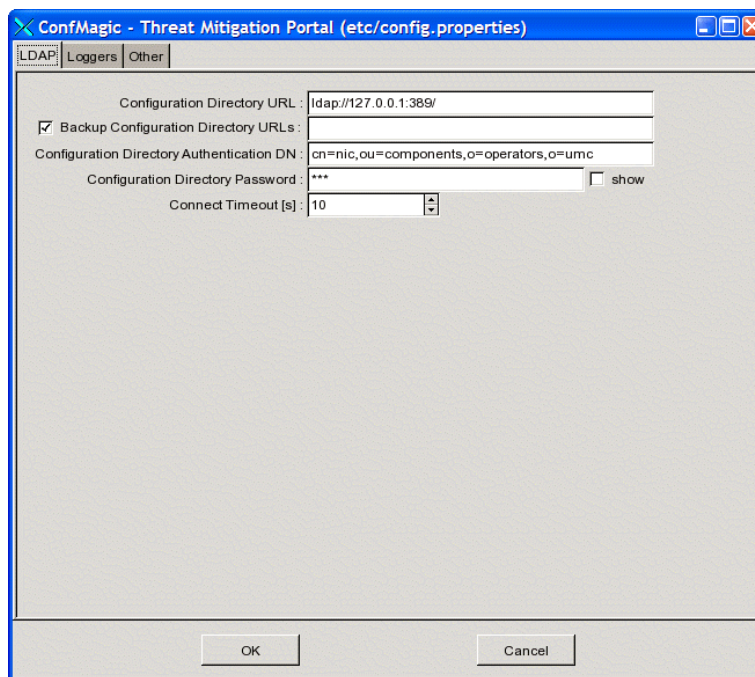 ConfMagic - Threat Mitigation Portal (etc/config.properties)
LDAP Loggers Other
Configuration Directory URL : ldap://127.0.0.1:389/
Backup Configuration Directory URLs :
Configuration Directory Authentication DN : cn=nic,ou=components,o=operators,o=umc
Configuration Directory Password : *** show
Connect Timeout [s] : 10
OK Cancel